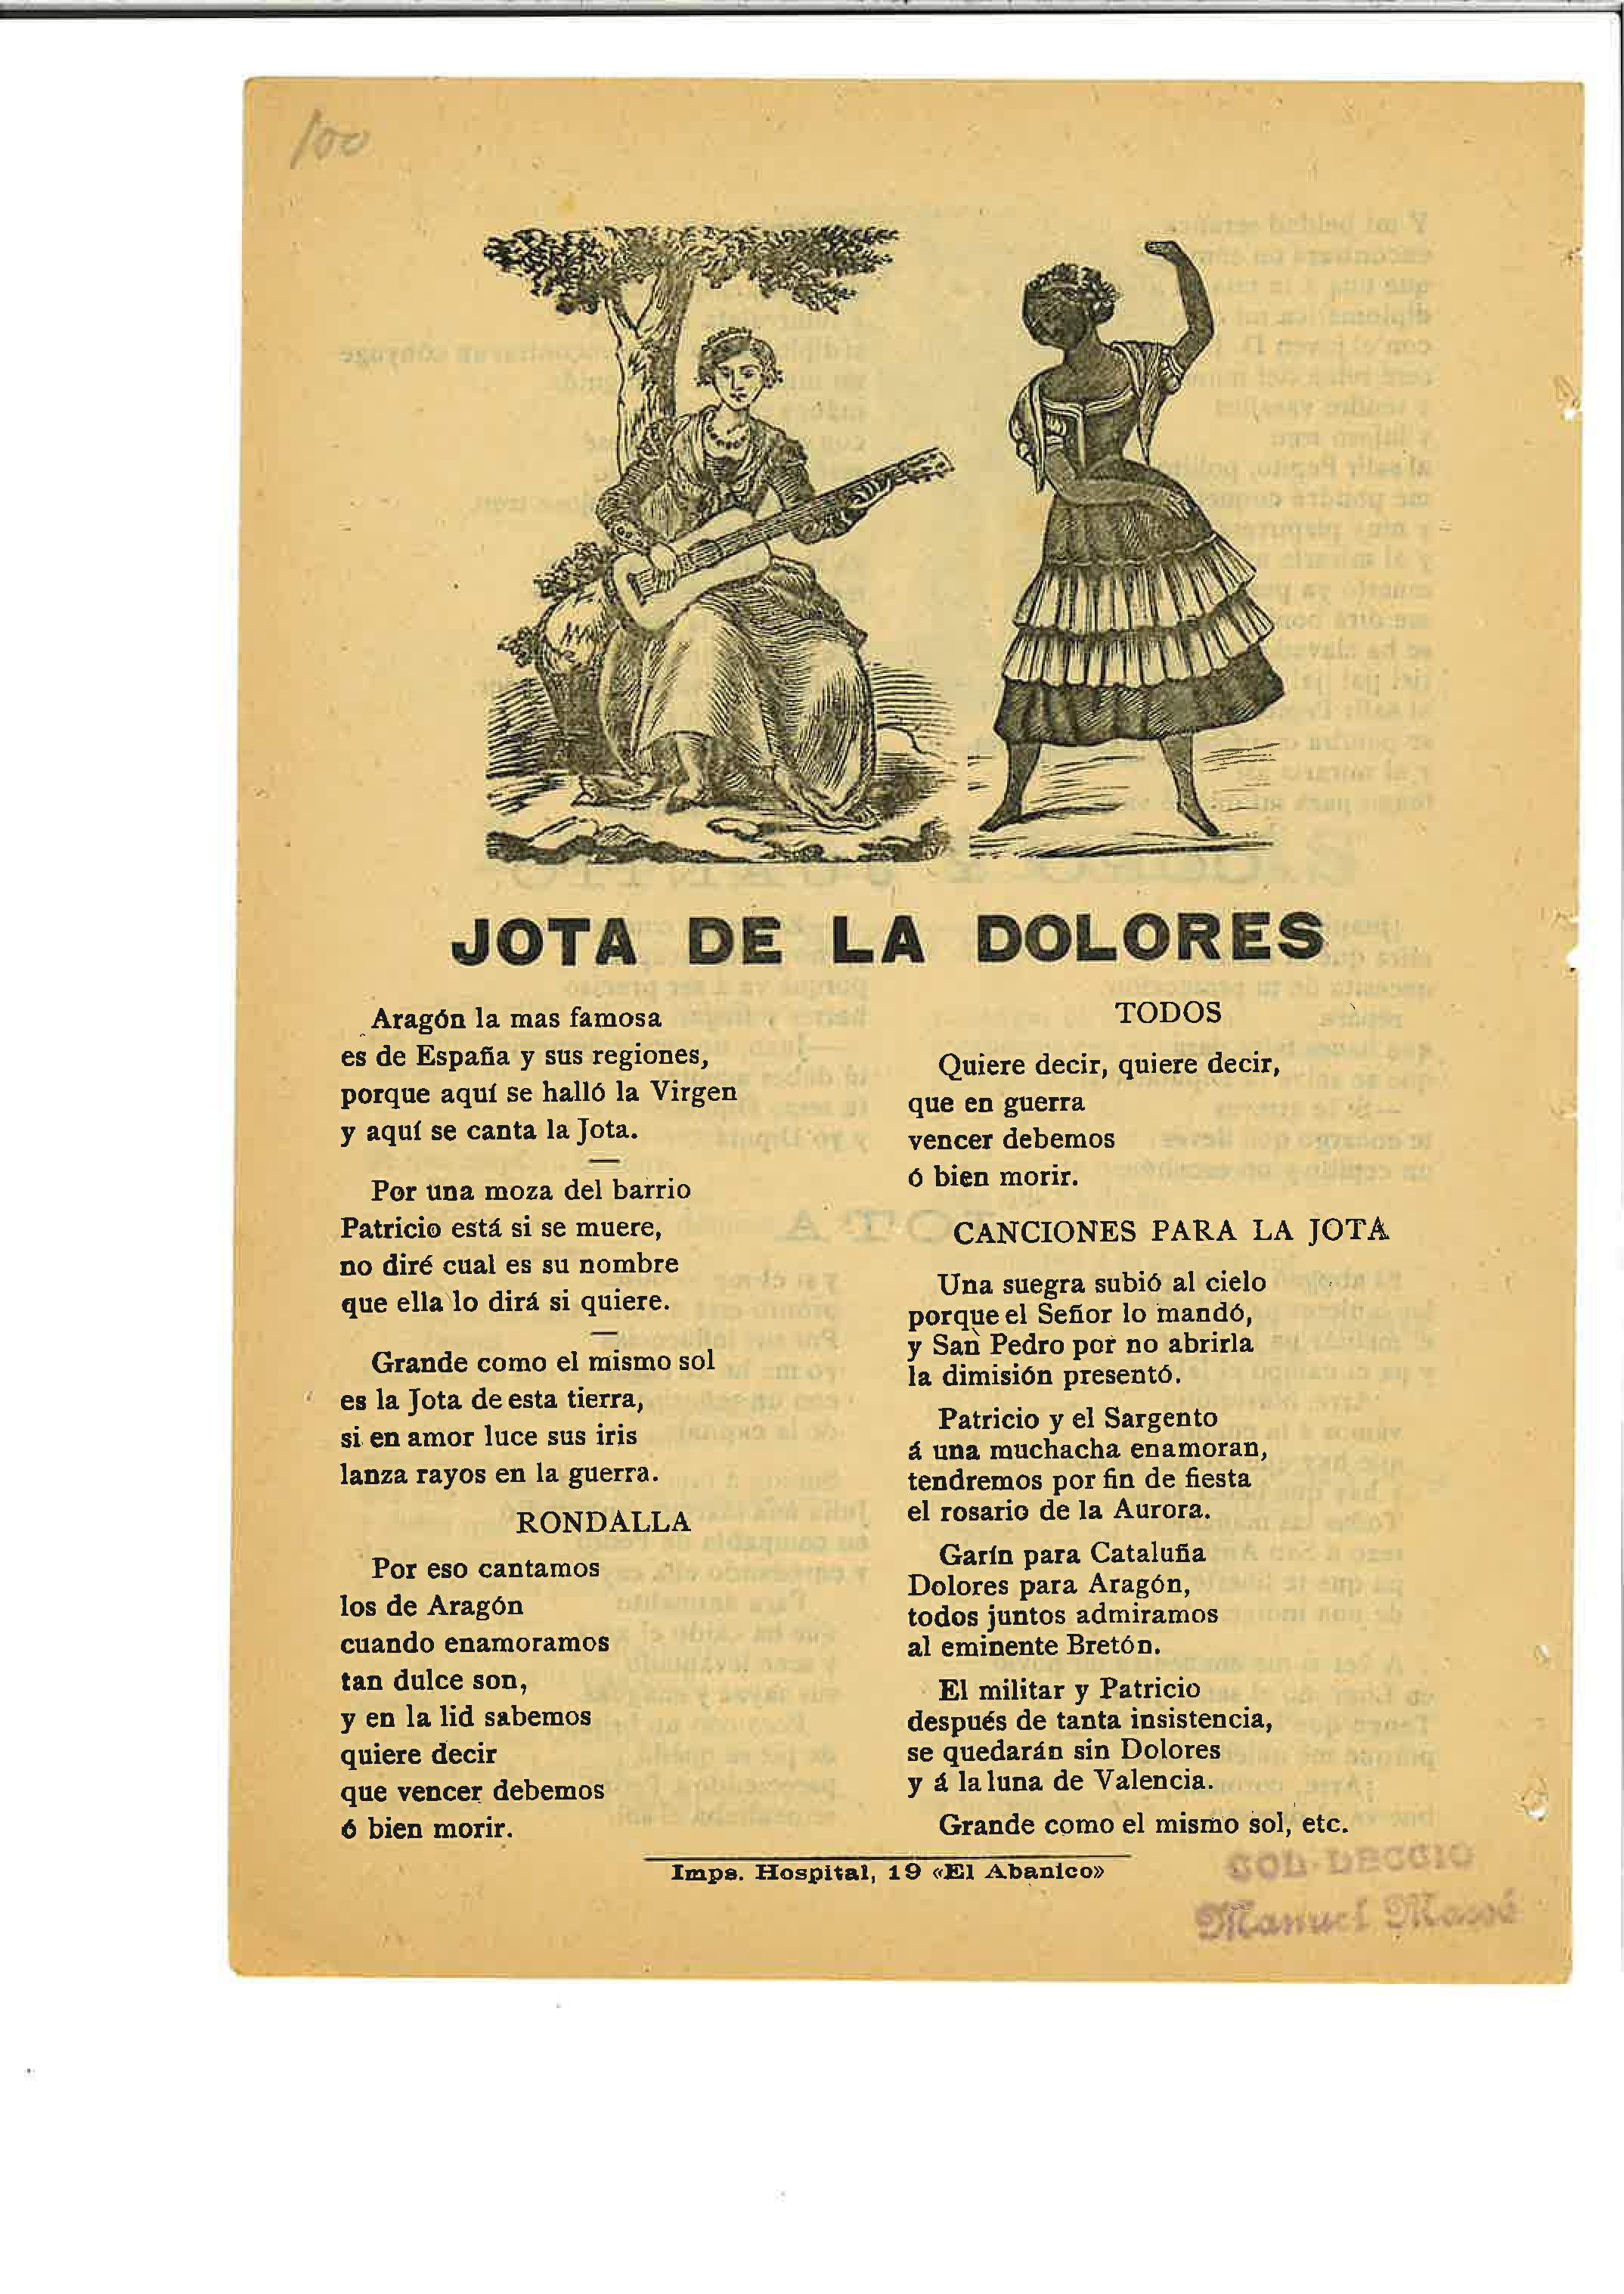 100
JOTA DE LA DOLORES
Aragón la mas famosa
es de España y sus regiones,
porque aquí se halló la Virgen
y aquí se canta la Jota.
Por una moza del barrio
Patricio está si se muere,
no diré cual es su nombre
que ella lo dirá si quiere.
Grande como el mismo sol
es la Jota de esta tierra,
si en amor luce sus iris
lanza rayos en la guerra.
RONDALLA
Por eso cantamos
los de Aragón
cuando enamoramos
tan dulce son,
y en la lid sabemos
quiere decir
que vencer debemos
ó bien morir.
TODOS
Quiere decir, quiere decir,
que en guerra
vencer debemos
ó bien morir.
CANCIONES PARA LA JOTA
Una suegra subió al cielo
porque el Señor lo mandó,
y San Pedro por no abrirla
la dimisión presentó.
Patricio y el Sargento
á una muchacha enamoran,
tendremos por fin de fiesta
el rosario de la Aurora.
Garín para Cataluña
Dolores para Aragón,
todos juntos admiramos
al eminente Bretón.
El militar y Patricio
después de tanta insistencia,
se quedarán sin Dolores
y á la luna de Valencia.
Grande como el mismo sol, etc.
Imps. Hospital, 19 «El Abanico»
COL·LECCIO
Manuel